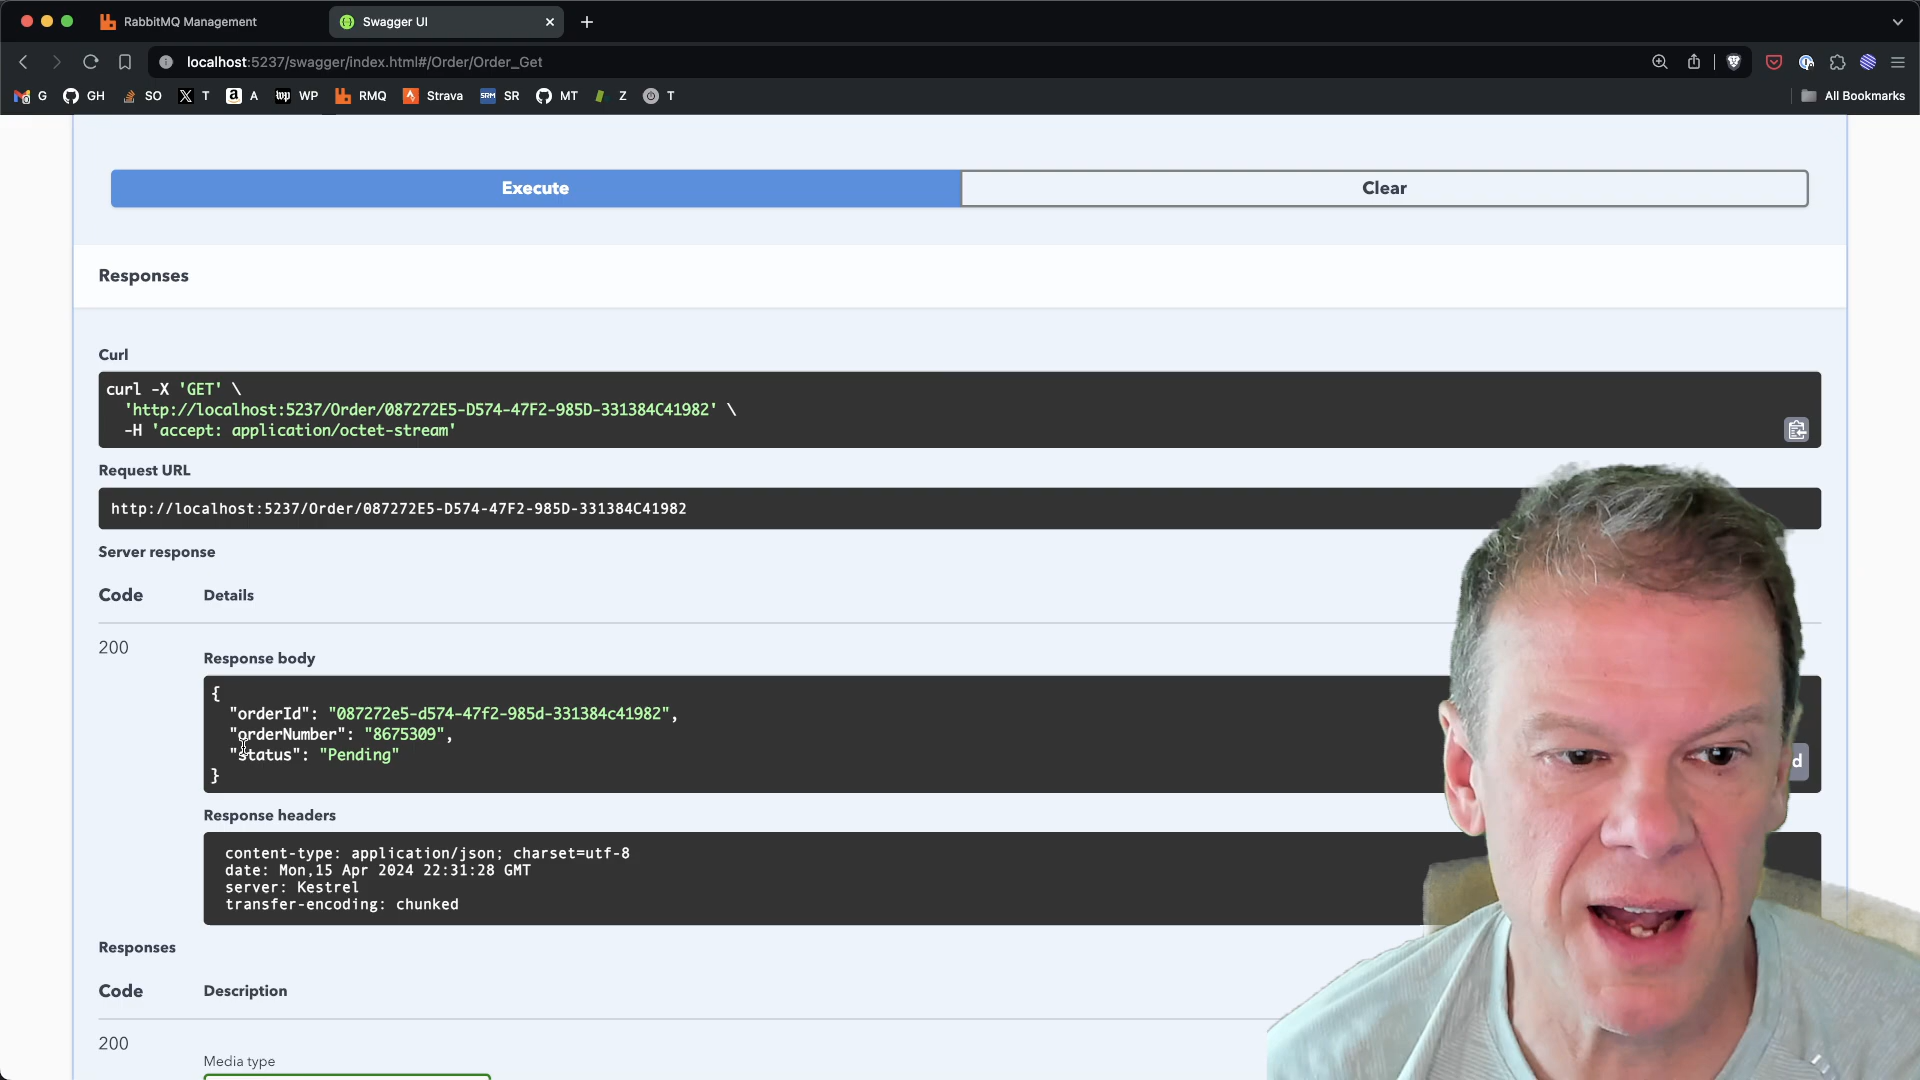 RabbitMQ Management
Swagger UI
localhost:5237/swagger/index.html#/Order/Order_Get
G
GH
SO
T
A
WP
RMQ
Strava
SRM
SR
MT
Z
T
All Bookmarks
Execute
Clear
Responses
Curl
curl -X 'GET' \
'http://localhost:5237/Order/087272E5-D574-47F2-985D-331384C41982' \
-H 'accept: application/octet-stream'
Request URL
http://localhost:5237/Order/087272E5-D574-47F2-985D-331384C41982
Server response
Code
Details
200
Response body
{
"orderId": "087272e5-d574-47f2-985d-331384c41982",
"orderNumber": "8675309",
"status": "Pending"
}
d
Response headers
content-type: application/json; charset=utf-8
date: Mon,15 Apr 2024 22:31:28 GMT
server: Kestrel
transfer-encoding: chunked
Responses
Code
Description
200
Media type